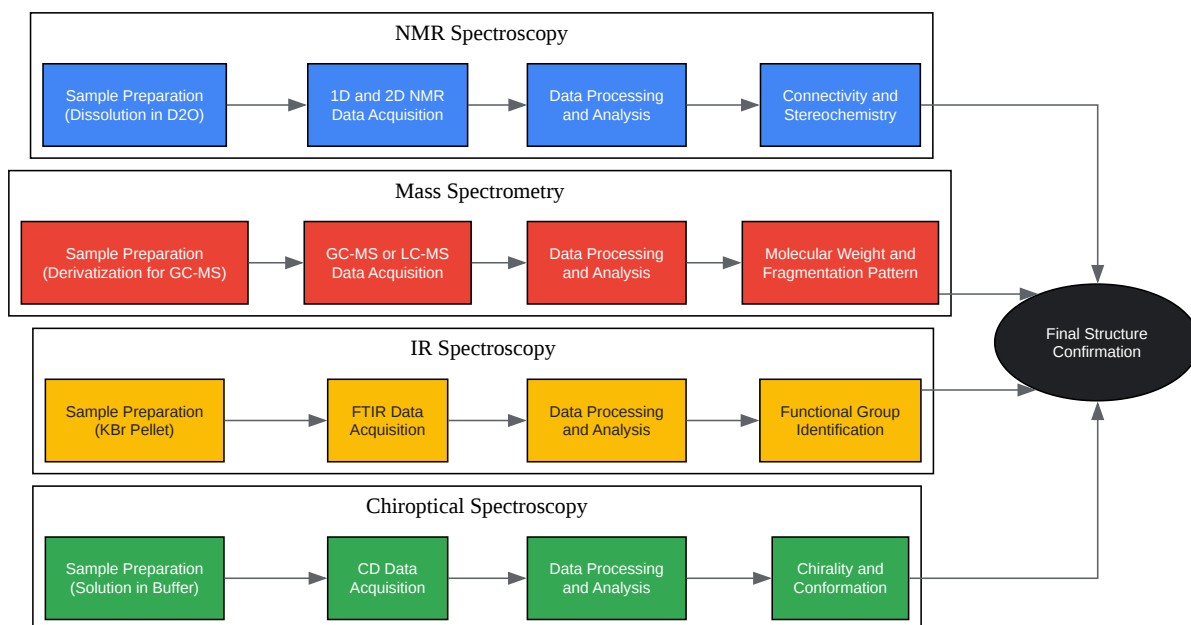 NMR Spectroscopy
Sample Preparation
(Dissolution in D2O)
1D and 2D NMR
Data Acquisition
Data Processing
and Analysis
Connectivity and
Stereochemistry
Mass Spectrometry
Sample Preparation
(Derivatization for GC-MS)
GC-MS or LC-MS
Data Acquisition
Data Processing
and Analysis
Molecular Weight and
Fragmentation Pattern
IR Spectroscopy
Sample Preparation
(KBr Pellet)
FTIR Data
Acquisition
Data Processing
and Analysis
Functional Group
Identification
Chiroptical Spectroscopy
Sample Preparation
(Solution in Buffer)
CD Data
Acquisition
Data Processing
and Analysis
Chirality and
Conformation
Final Structure
Confirmation